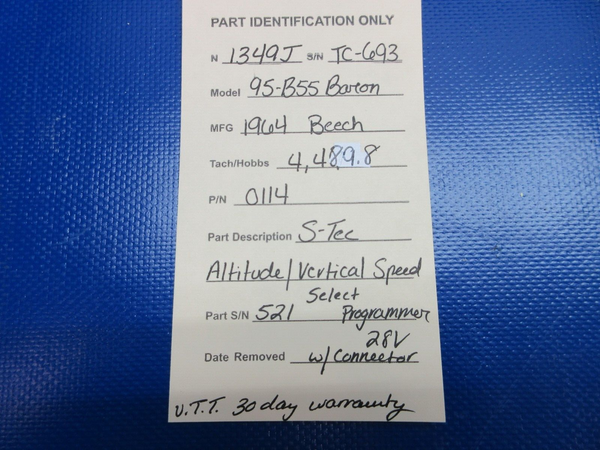 PART IDENTIFICATION ONLY
N 1349J S/N TC-693
Model 95-B55 Baron
MFG 1964 Beech
Tach/Hobbs 4,489.8
P/N 0114
Part Description S-Tec
Altitude/Vertical Speed
Select
Part S/N 521 Programmer
28V
Date Removed w/Connector
U.T.T. 30 day warranty